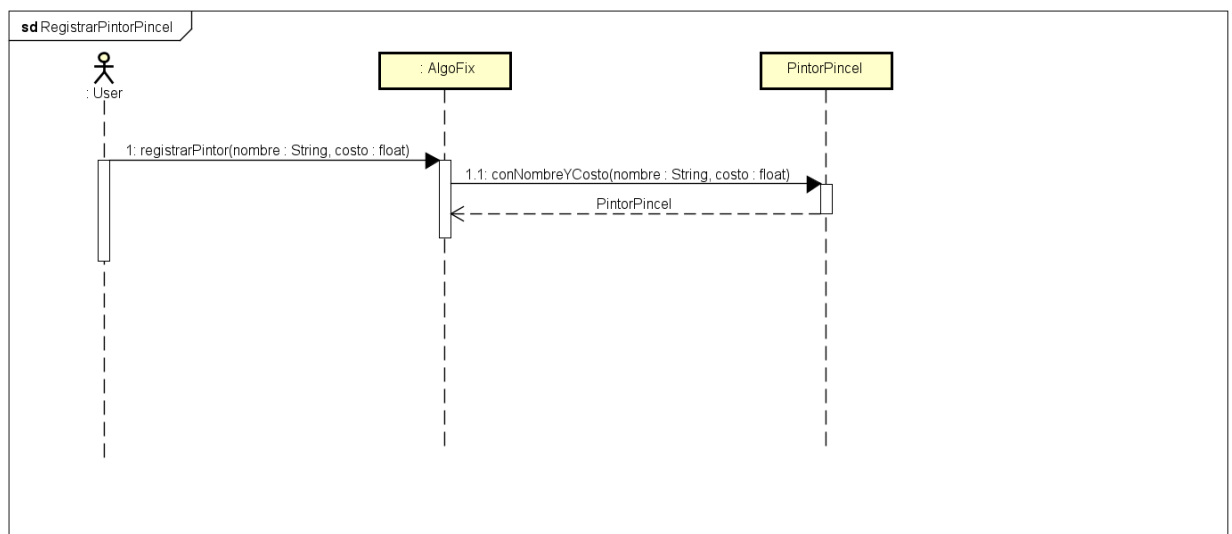 sd RegistrarPintorPincel
: User
: AlgoFix
PintorPincel
1: registrarPintor(nombre : String, costo : float)
1.1: conNombreYCosto(nombre : String, costo : float)
PintorPincel